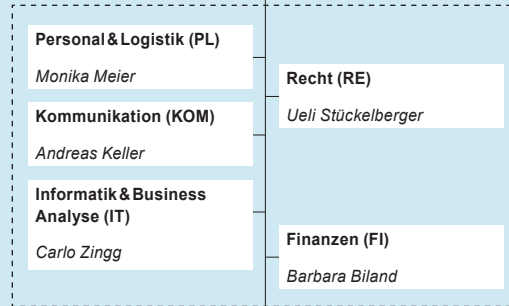 Personal & Logistik (PL)
Monika Meier
Kommunikation (KOM)
Andreas Keller
Informatik & Business
Analyse (IT)
Carlo Zingg
Recht (RE)
Ueli Stückelberger
Finanzen (FI)
Barbara Biland